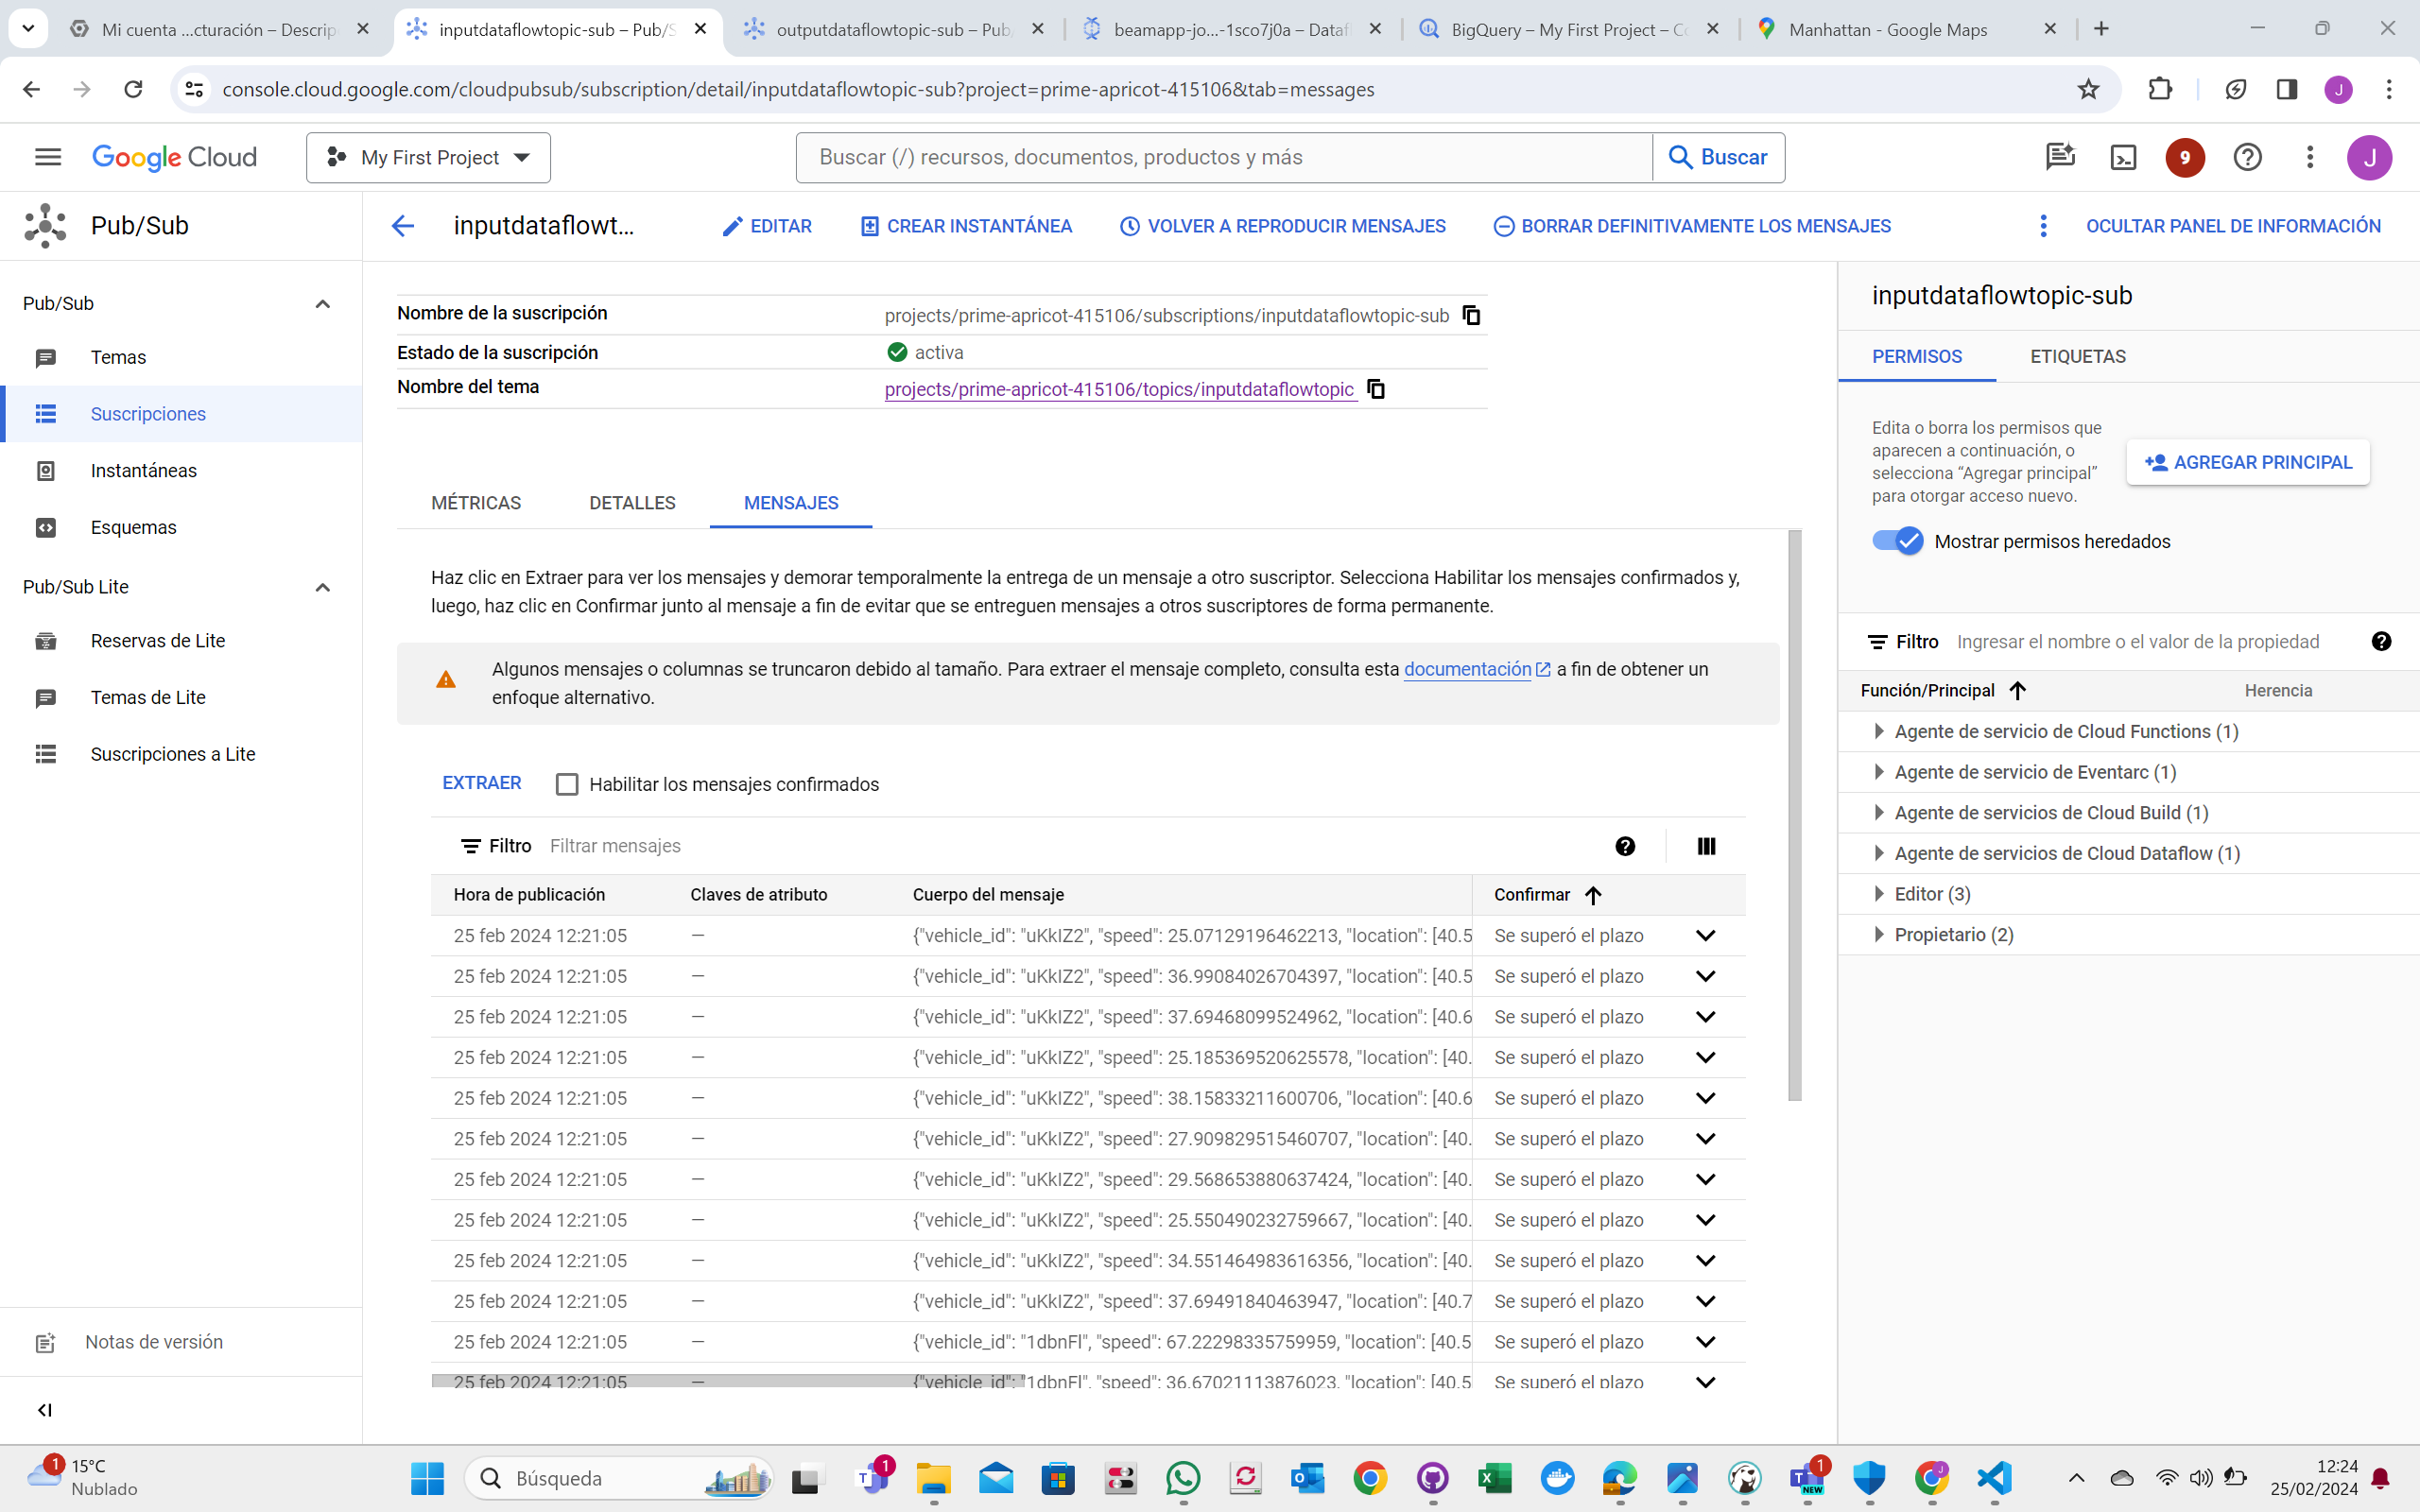 Mi cuenta ...cturación – Descrip
inputdataflowtopic-sub – Pub/S
outputdataflowtopic-sub – Pub
beamapp-jo...-1sco7j0a – Dataf
BigQuery – My First Project – Co
Manhattan - Google Maps
console.cloud.google.com/cloudpubsub/subscription/detail/inputdataflowtopic-sub?project=prime-apricot-415106&tab=messages
J
Google Cloud
My First Project
Buscar (/) recursos, documentos, productos y más
Buscar
9
J
Pub/Sub
inputdataflowt...
EDITAR
CREAR INSTANTÁNEA
VOLVER A REPRODUCIR MENSAJES
BORRAR DEFINITIVAMENTE LOS MENSAJES
OCULTAR PANEL DE INFORMACIÓN
Pub/Sub
Temas
Suscripciones
Instantáneas
Esquemas
Pub/Sub Lite
Reservas de Lite
Temas de Lite
Suscripciones a Lite
Notas de versión
Nombre de la suscripción projects/prime-apricot-415106/subscriptions/inputdataflowtopic-sub
Estado de la suscripción activa
Nombre del tema projects/prime-apricot-415106/topics/inputdataflowtopic
MÉTRICAS
DETALLES
MENSAJES
Haz clic en Extraer para ver los mensajes y demorar temporalmente la entrega de un mensaje a otro suscriptor. Selecciona Habilitar los mensajes confirmados y,
luego, haz clic en Confirmar junto al mensaje a fin de evitar que se entreguen mensajes a otros suscriptores de forma permanente.
Algunos mensajes o columnas se truncaron debido al tamaño. Para extraer el mensaje completo, consulta esta documentación a fin de obtener un
enfoque alternativo.
EXTRAER
Habilitar los mensajes confirmados
Filtro Filtrar mensajes
Hora de publicación Claves de atributo Cuerpo del mensaje Confirmar
25 feb 2024 12:21:05 — {"vehicle_id": "uKkIZ2", "speed": 25.07129196462213, "location": [40.5 Se superó el plazo
25 feb 2024 12:21:05 — {"vehicle_id": "uKkIZ2", "speed": 36.99084026704397, "location": [40.5 Se superó el plazo
25 feb 2024 12:21:05 — {"vehicle_id": "uKkIZ2", "speed": 37.69468099524962, "location": [40.6 Se superó el plazo
25 feb 2024 12:21:05 — {"vehicle_id": "uKkIZ2", "speed": 25.185369520625578, "location": [40. Se superó el plazo
25 feb 2024 12:21:05 — {"vehicle_id": "uKkIZ2", "speed": 38.15833211600706, "location": [40.6 Se superó el plazo
25 feb 2024 12:21:05 — {"vehicle_id": "uKkIZ2", "speed": 27.909829515460707, "location": [40. Se superó el plazo
25 feb 2024 12:21:05 — {"vehicle_id": "uKkIZ2", "speed": 29.568653880637424, "location": [40. Se superó el plazo
25 feb 2024 12:21:05 — {"vehicle_id": "uKkIZ2", "speed": 25.550490232759667, "location": [40. Se superó el plazo
25 feb 2024 12:21:05 — {"vehicle_id": "uKkIZ2", "speed": 34.551464983616356, "location": [40. Se superó el plazo
25 feb 2024 12:21:05 — {"vehicle_id": "uKkIZ2", "speed": 37.69491840463947, "location": [40.7 Se superó el plazo
25 feb 2024 12:21:05 — {"vehicle_id": "1dbnFl", "speed": 67.22298335759959, "location": [40.5 Se superó el plazo
25 feb 2024 12:21:05 — {"vehicle_id": "1dbnFl", "speed": 36.67021113876023, "location": [40.5 Se superó el plazo
inputdataflowtopic-sub
PERMISOS
ETIQUETAS
Edita o borra los permisos que
aparecen a continuación, o
selecciona “Agregar principal”
para otorgar acceso nuevo.
AGREGAR PRINCIPAL
Mostrar permisos heredados
Filtro Ingresar el nombre o el valor de la propiedad
Función/Principal Herencia
Agente de servicio de Cloud Functions (1)
Agente de servicio de Eventarc (1)
Agente de servicios de Cloud Build (1)
Agente de servicios de Cloud Dataflow (1)
Editor (3)
Propietario (2)
1
15°C
Nublado
Búsqueda
1
1
NEW
12:24
25/02/2024